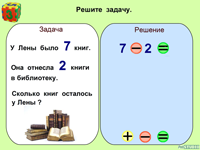 Решите задачу.
Задача
У Лены было 7 книг.
Она отнесла 2 книги
в библиотеку.
Сколько книг осталось
у Лены ?
Решение
7 − 2 =
+ − =